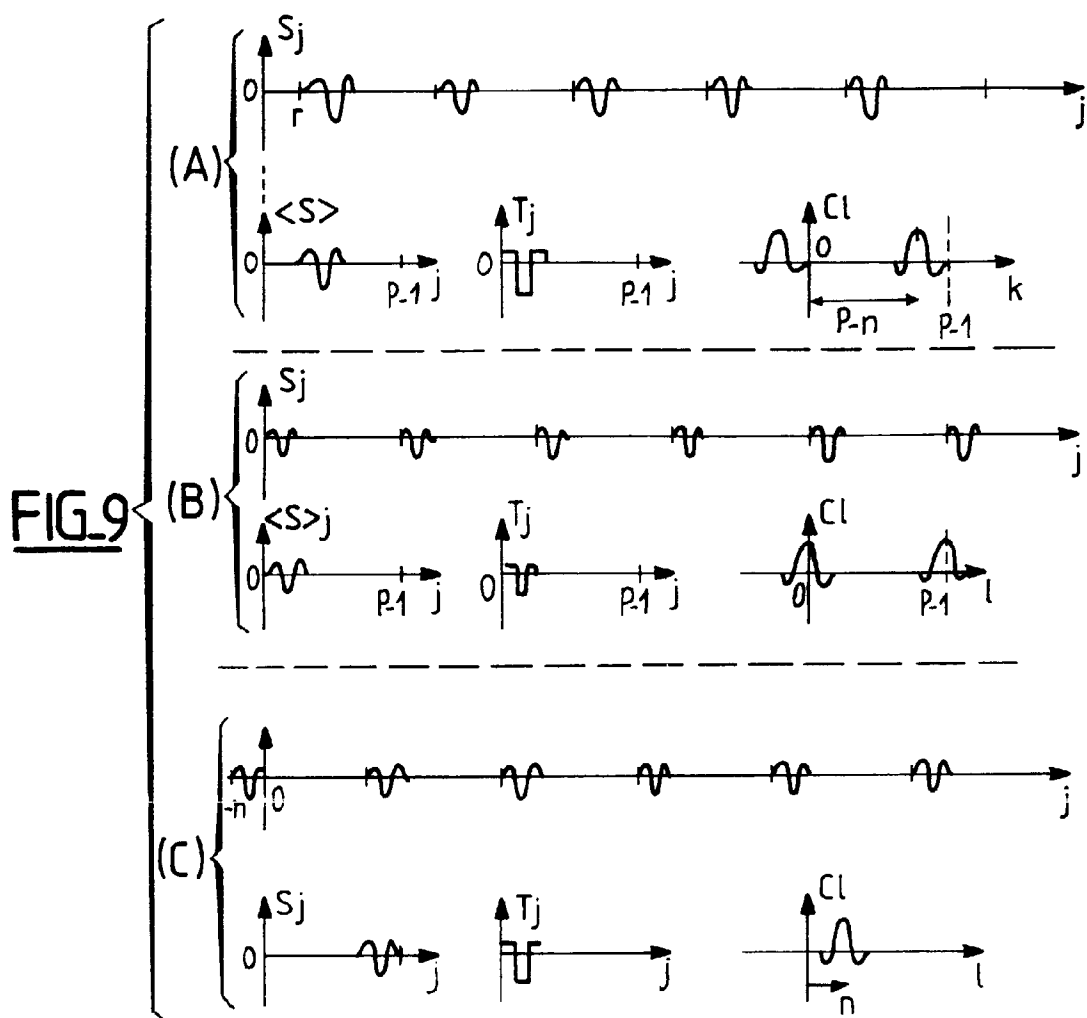 Sj
0
r
j
(A)
<S>
0
P-1 j
Tj
0
P-1 j
Cl
0
P-n
P-1
k
FIG_9
(B)
Sj
0
j
<S>j
0
P-1 j
Tj
0
P-1 j
Cl
0
P-1 l
(C)
-n 0
j
Sj
0
j
Tj
j
Cl
l
n